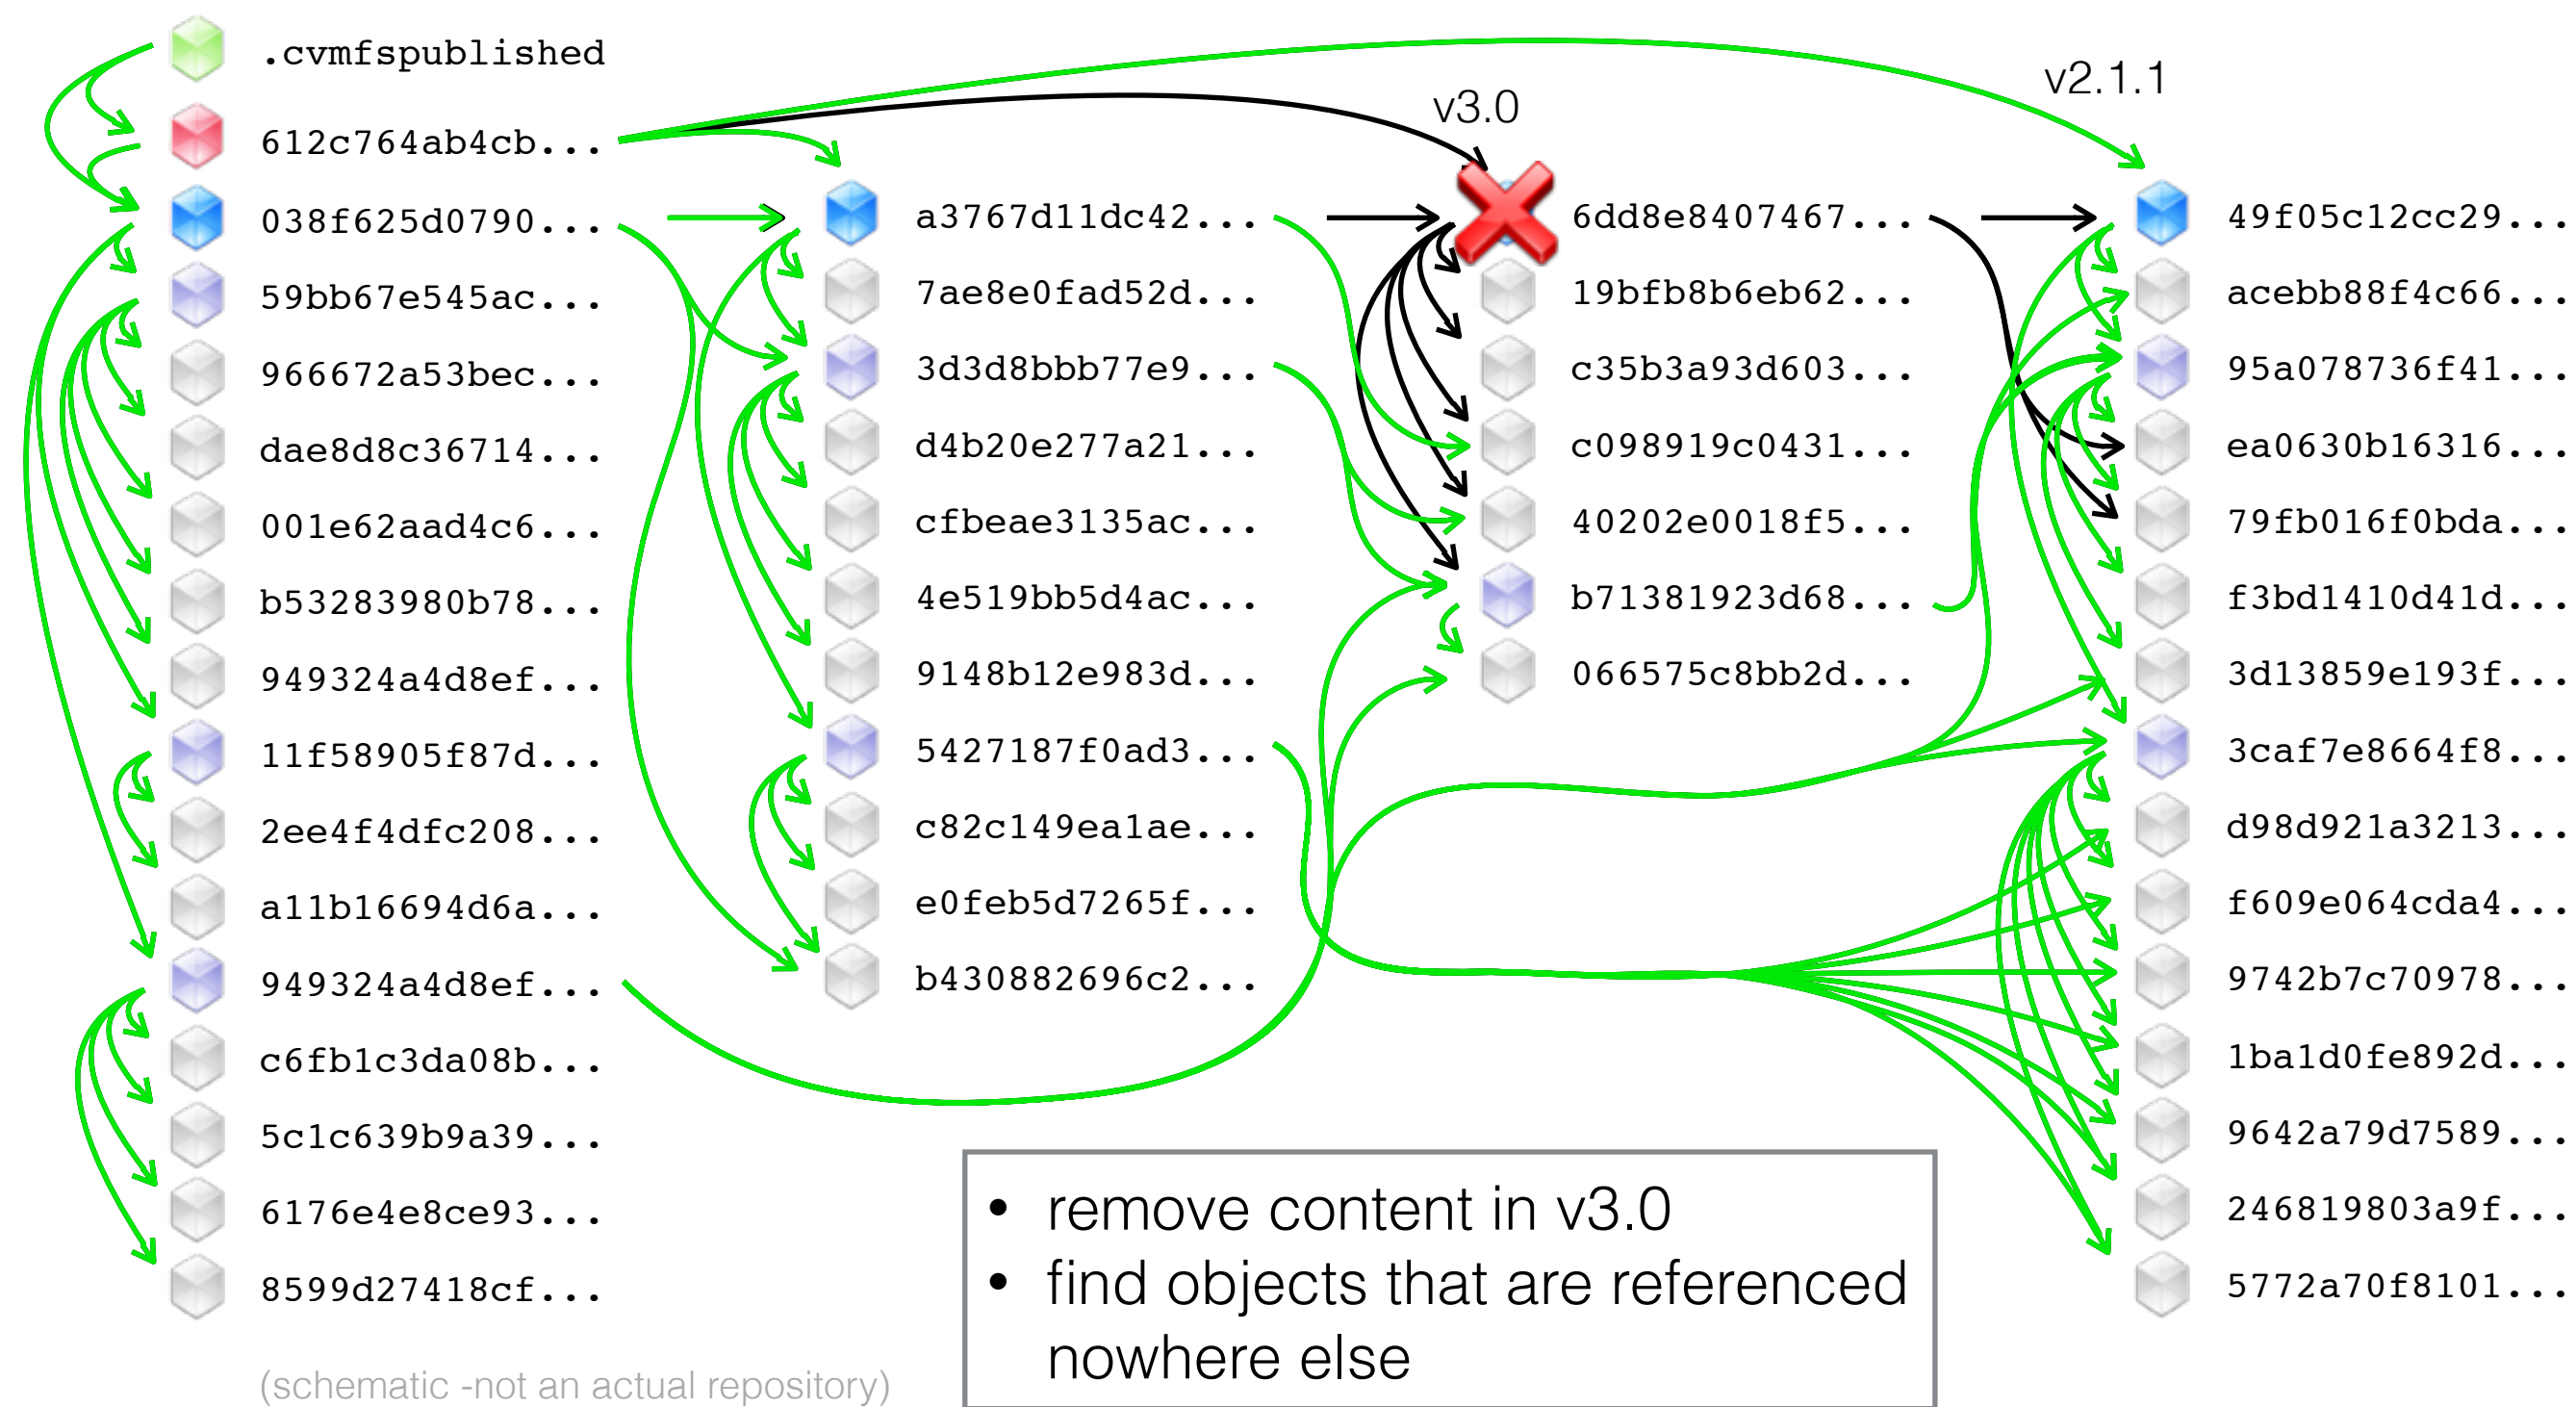 .cvmfspublished
612c764ab4cb...
038f625d0790...
59bb67e545ac...
966672a53bec...
dae8d8c36714...
001e62aad4c6...
b53283980b78...
949324a4d8ef...
11f58905f87d...
2ee4f4dfc208...
a11b16694d6a...
949324a4d8ef...
c6fb1c3da08b...
5c1c639b9a39...
6176e4e8ce93...
8599d27418cf...
(schematic -not an actual repository)
a3767d11dc42...
7ae8e0fad52d...
3d3d8bbb77e9...
d4b20e277a21...
cfbeae3135ac...
4e519bb5d4ac...
9148b12e983d...
5427187f0ad3...
c82c149ea1ae...
e0feb5d7265f...
b430882696c2...
v3.0
6dd8e8407467...
19bfb8b6eb62...
c35b3a93d603...
c098919c0431...
40202e0018f5...
b71381923d68...
066575c8bb2d...
v2.1.1
49f05c12cc29...
acebb88f4c66...
95a078736f41...
ea0630b16316...
79fb016f0bda...
f3bd1410d41d...
3d13859e193f...
3caf7e8664f8...
d98d921a3213...
f609e064cda4...
9742b7c70978...
1ba1d0fe892d...
9642a79d7589...
246819803a9f...
5772a70f8101...
• remove content in v3.0
• find objects that are referenced
nowhere else